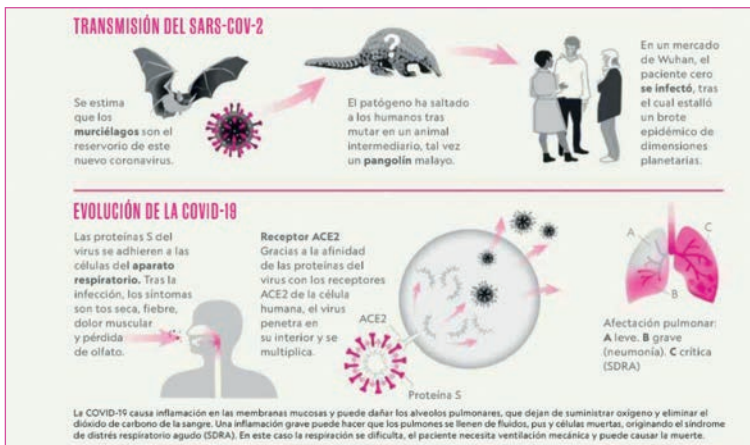 TRANSMISIÓN DEL SARS-COV-2
Se estima
que los
murciélagos son el
reservorio de este
nuevo coronavirus.
?
El patógeno ha saltado
a los humanos tras
mutar en un animal
intermediario, tal vez
un pangolín malayo.
En un mercado
de Wuhan, el
paciente cero
se infectó, tras
el cual estalló
un brote
epidémico de
dimensiones
planetarias.
EVOLUCIÓN DE LA COVID-19
Las proteínas S del
virus se adhieren a las
células del aparato
respiratorio. Tras la
infección, los síntomas
son tos seca, fiebre,
dolor muscular
y pérdida
de olfato.
Receptor ACE2
Gracias a la afinidad
de las proteínas del
virus con los receptores
ACE2 de la célula
humana, el virus
penetra en
su interior y se
multiplica.
ACE2
Proteína S
A
C
B
Afectación pulmonar:
A leve. B grave
(neumonía). C crítica
(SDRA)
La COVID-19 causa inflamación en las membranas mucosas y puede dañar los alveolos pulmonares, que dejan de suministrar oxígeno y eliminar el
dióxido de carbono de la sangre. Una inflamación grave puede hacer que los pulmones se llenen de fluidos, pus y células muertas, originando el síndrome
de distrés respiratorio agudo (SDRA). En este caso la respiración se dificulta, el paciente necesita ventilación mecánica y puede causar la muerte.